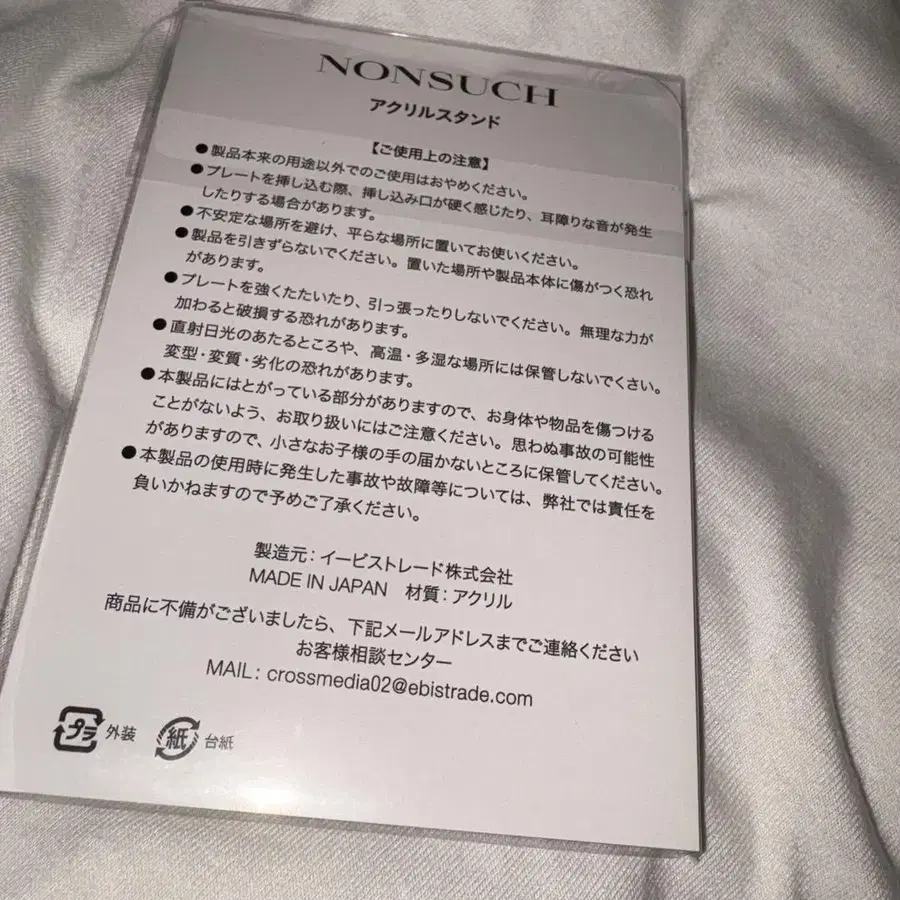 NONSUCH
アクリルスタンド
【ご使用上の注意】
●製品本来の用途以外でのご使用はおやめください。
●プレートを挿し込む際、挿し込み口が硬く感じたり、耳障りな音が発生
したりする場合があります。
●不安定な場所を避け、平らな場所に置いてお使いください。
●製品を引きずらないでください。置いた場所や製品本体に傷がつく恐れ
があります。
●プレートを強くたたいたり、引っ張ったりしないでください。無理な力が
加わると破損する恐れがあります。
●直射日光のあたるところや、高温・多湿な場所には保管しないでくさい。
変型・変質・劣化の恐れがあります。
●本製品にはとがっている部分がありますので、お身体や物品を傷つける
ことがないよう、お取り扱いにはご注意ください。思わぬ事故の可能性
がありますので、小さなお子様の手の届かないところに保管してください。
●本製品の使用時に発生した事故や故障等については、弊社では責任を
負いかねますので予めご了承ください。
製造元：イービストレード株式会社
MADE IN JAPAN 材質：アクリル
商品に不備がございましたら、下記メールアドレスまでご連絡ください
お客様相談センター
MAIL: crossmedia02@ebistrade.com
プラ 外装 紙 台紙